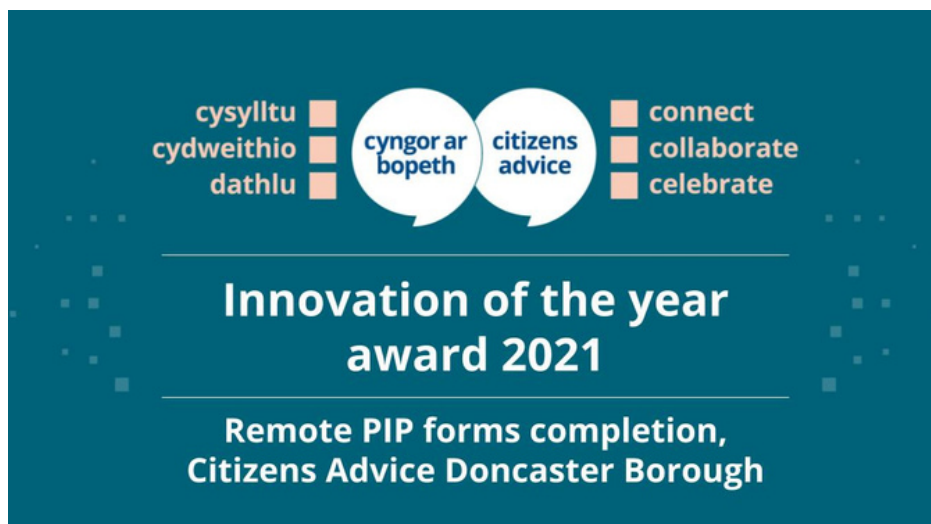 cysylltu
cydweithio
dathlu
cyngor ar
bopeth
citizens
advice
connect
collaborate
celebrate
Innovation of the year
award 2021
Remote PIP forms completion,
Citizens Advice Doncaster Borough